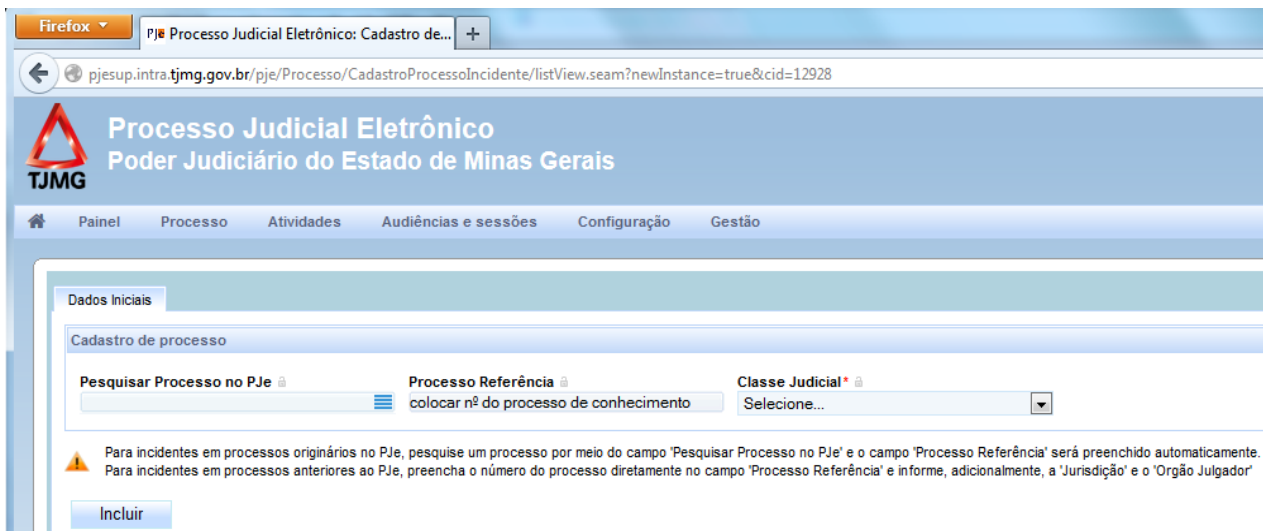 Firefox
PJe Processo Judicial Eletrônico: Cadastro de... +
pjesup.intra.tjmg.gov.br/pje/Processo/CadastroProcessoIncidente/listView.seam?newInstance=true&cid=12928
Processo Judicial Eletrônico
Poder Judiciário do Estado de Minas Gerais
TJMG
Painel Processo Atividades Audiências e sessões Configuração Gestão
Dados Iniciais
Cadastro de processo
Pesquisar Processo no PJe Processo Referência Classe Judicial*
colocar nº do processo de conhecimento Selecione...
Para incidentes em processos originários no PJe, pesquise um processo por meio do campo 'Pesquisar Processo no PJe' e o campo 'Processo Referência' será preenchido automaticamente.
Para incidentes em processos anteriores ao PJe, preencha o número do processo diretamente no campo 'Processo Referência' e informe, adicionalmente, a 'Jurisdição' e o 'Orgão Julgador'
Incluir